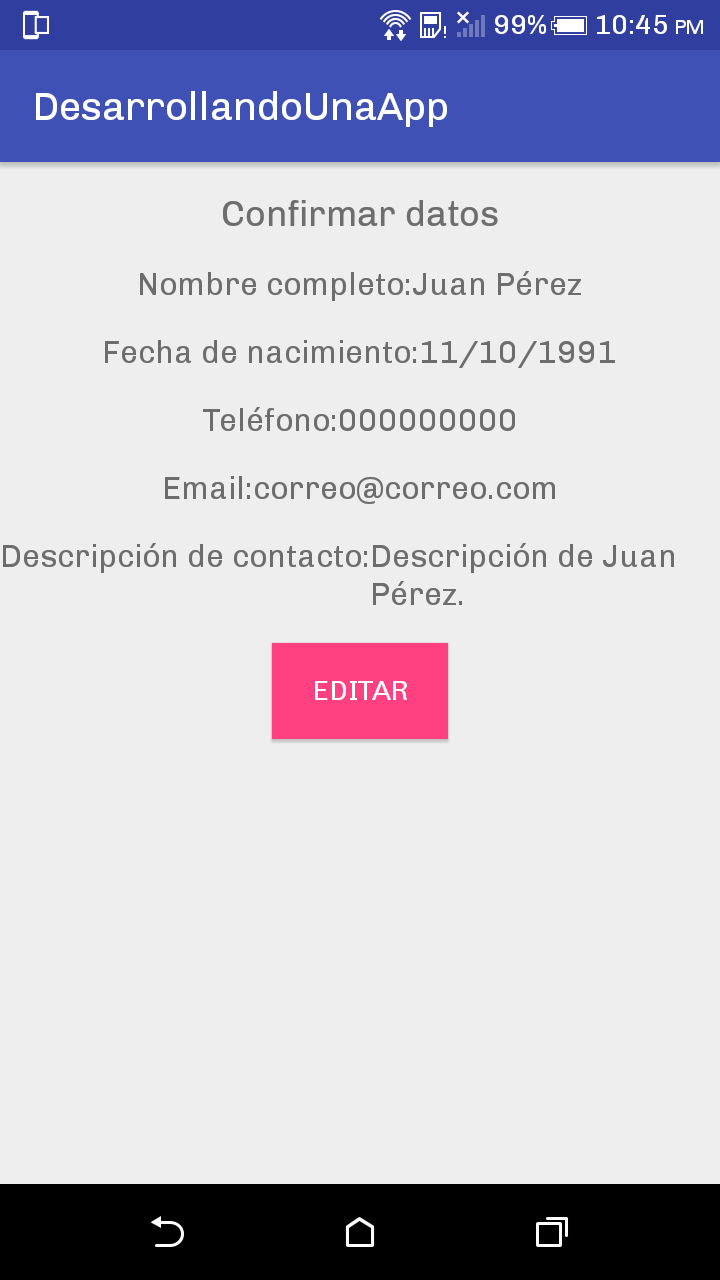 99% 10:45 PM
DesarrollandoUnaApp
Confirmar datos
Nombre completo:Juan Pérez
Fecha de nacimiento:11/10/1991
Teléfono:000000000
Email:correo@correo.com
Descripción de contacto:Descripción de Juan
Pérez.
EDITAR